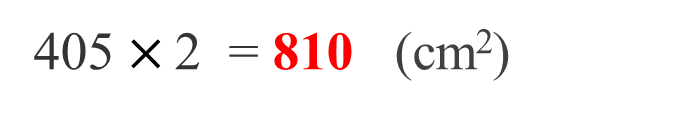 405 × 2 = 810 (cm²)